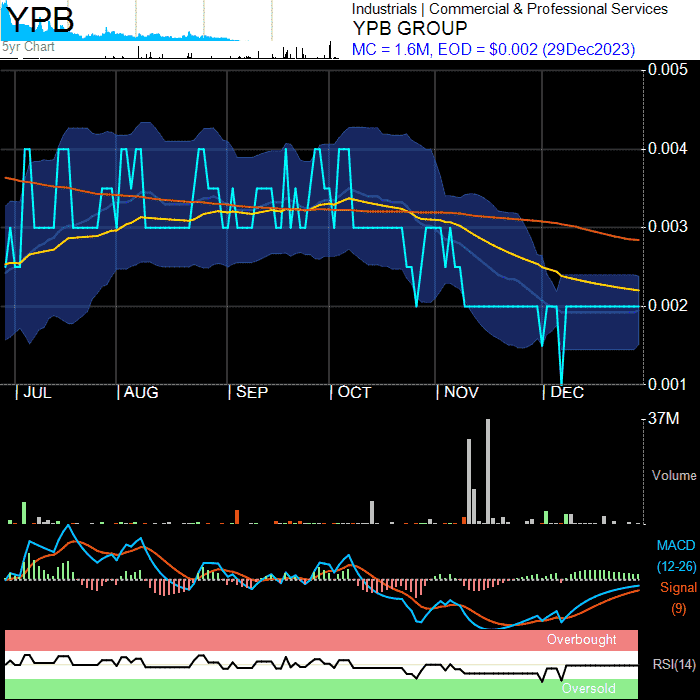 YPB
5yr Chart
Industrials | Commercial & Professional Services
YPB GROUP
MC = 1.6M, EOD = $0.002 (29Dec2023)
0.005
0.004
0.003
0.002
0.001
JUL AUG SEP OCT NOV DEC
37M
Volume
MACD
(12-26)
Signal
(9)
Overbought
RSI(14)
Oversold